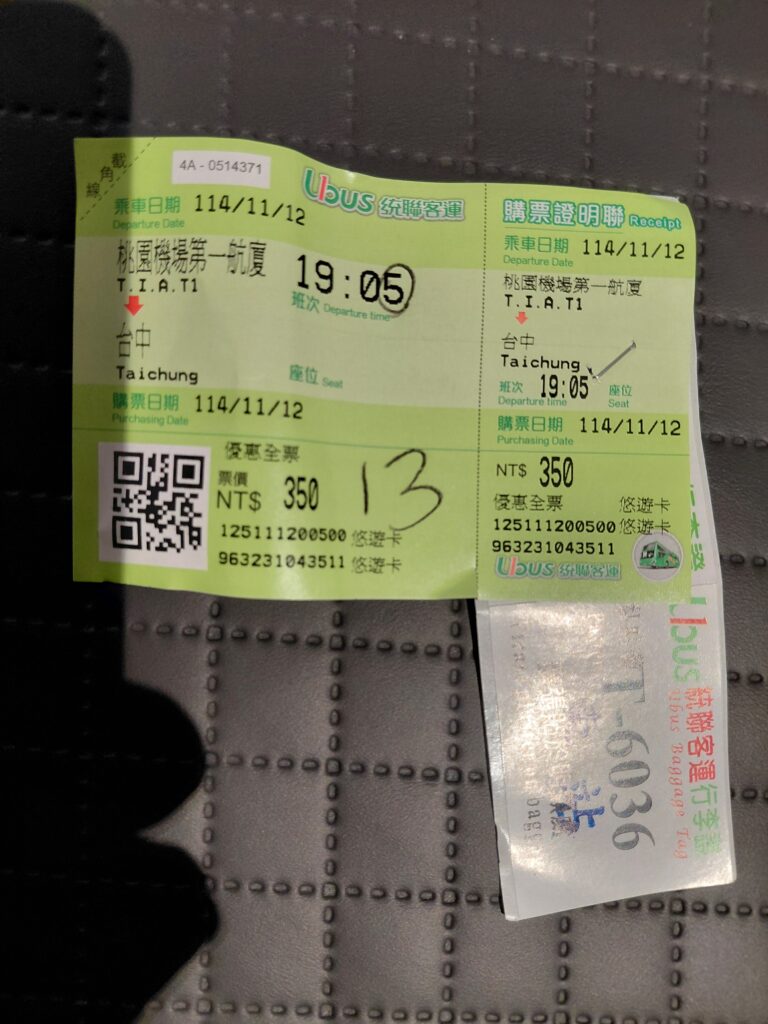 截角線
4A - 0514371
Ubus 統聯客運
乘車日期 114/11/12
Departure Date
桃園機場第一航廈
T.I.A.T1
19:05
班次 Departure time
台中
Taichung
座位 Seat
購票日期 114/11/12
Purchasing Date
優惠全票
票價
NT$ 350
13
125111200500 悠遊卡
963231043511 悠遊卡
購票證明聯 Receipt
乘車日期 114/11/12
Departure Date
桃園機場第一航廈
T.I.A.T1
台中
Taichung
班次 19:05 座位
Departure time Seat
購票日期 114/11/12
Purchasing Date
NT$ 350
優惠全票 悠遊卡
125111200500 悠遊卡
963231043511
Ubus 統聯客運
Ubus 統聯客運行李
Ubus Baggage Tag
T-6036